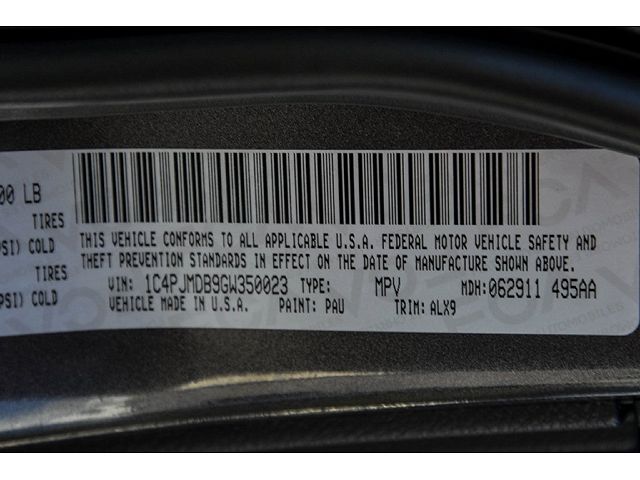 00 LB
TIRES
PSI) COLD
TIRES
PSI) COLD
THIS VEHICLE CONFORMS TO ALL APPLICABLE U.S.A. FEDERAL MOTOR VEHICLE SAFETY AND
THEFT PREVENTION STANDARDS IN EFFECT ON THE DATE OF MANUFACTURE SHOWN ABOVE.
VIN: 1C4PJMDB9GW350023 TYPE: MPV MDH: 062911 495AA
VEHICLE MADE IN U.S.A. PAINT: PAU TRIM: ALX9